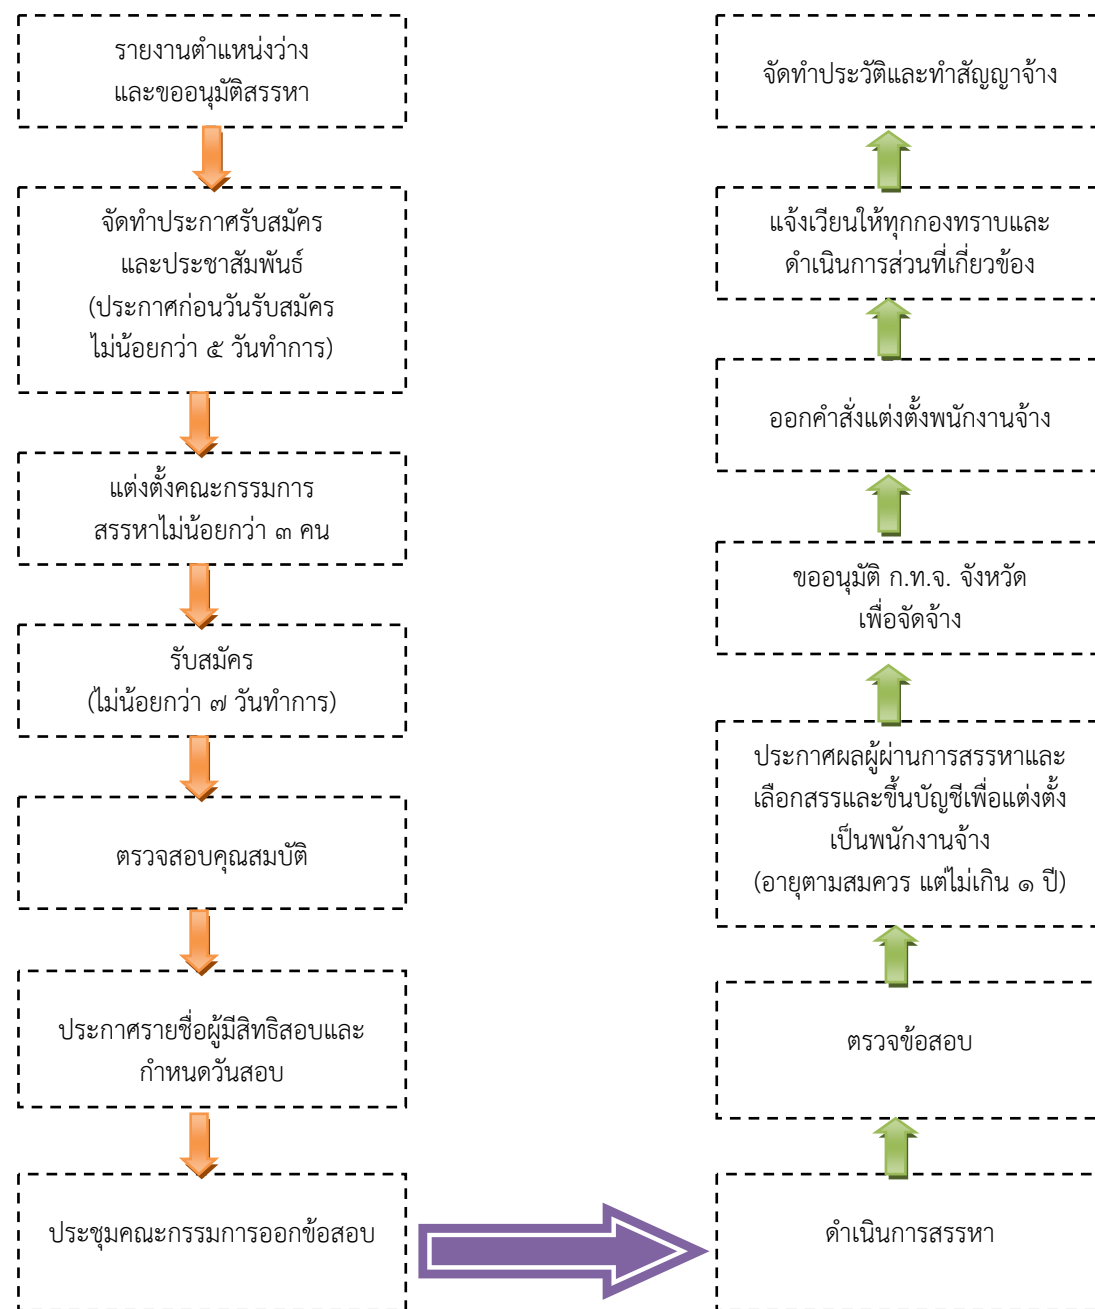 รายงานตำแหน่งว่าง
และขออนุมัติสรรหา
จัดทำประกาศรับสมัคร
และประชาสัมพันธ์
(ประกาศก่อนวันรับสมัคร
ไม่น้อยกว่า ๕ วันทำการ)
แต่งตั้งคณะกรรมการ
สรรหาไม่น้อยกว่า ๓ คน
รับสมัคร
(ไม่น้อยกว่า ๗ วันทำการ)
ตรวจสอบคุณสมบัติ
ประกาศรายชื่อผู้มีสิทธิสอบและ
กำหนดวันสอบ
ประชุมคณะกรรมการออกข้อสอบ
ดำเนินการสรรหา
ตรวจข้อสอบ
ประกาศผลผู้ผ่านการสรรหาและ
เลือกสรรและขึ้นบัญชีเพื่อแต่งตั้ง
เป็นพนักงานจ้าง
(อายุตามสมควร แต่ไม่เกิน ๑ ปี)
ขออนุมัติ ก.ท.จ. จังหวัด
เพื่อจัดจ้าง
ออกคำสั่งแต่งตั้งพนักงานจ้าง
แจ้งเวียนให้ทุกกองทราบและ
ดำเนินการส่วนที่เกี่ยวข้อง
จัดทำประวัติและทำสัญญาจ้าง